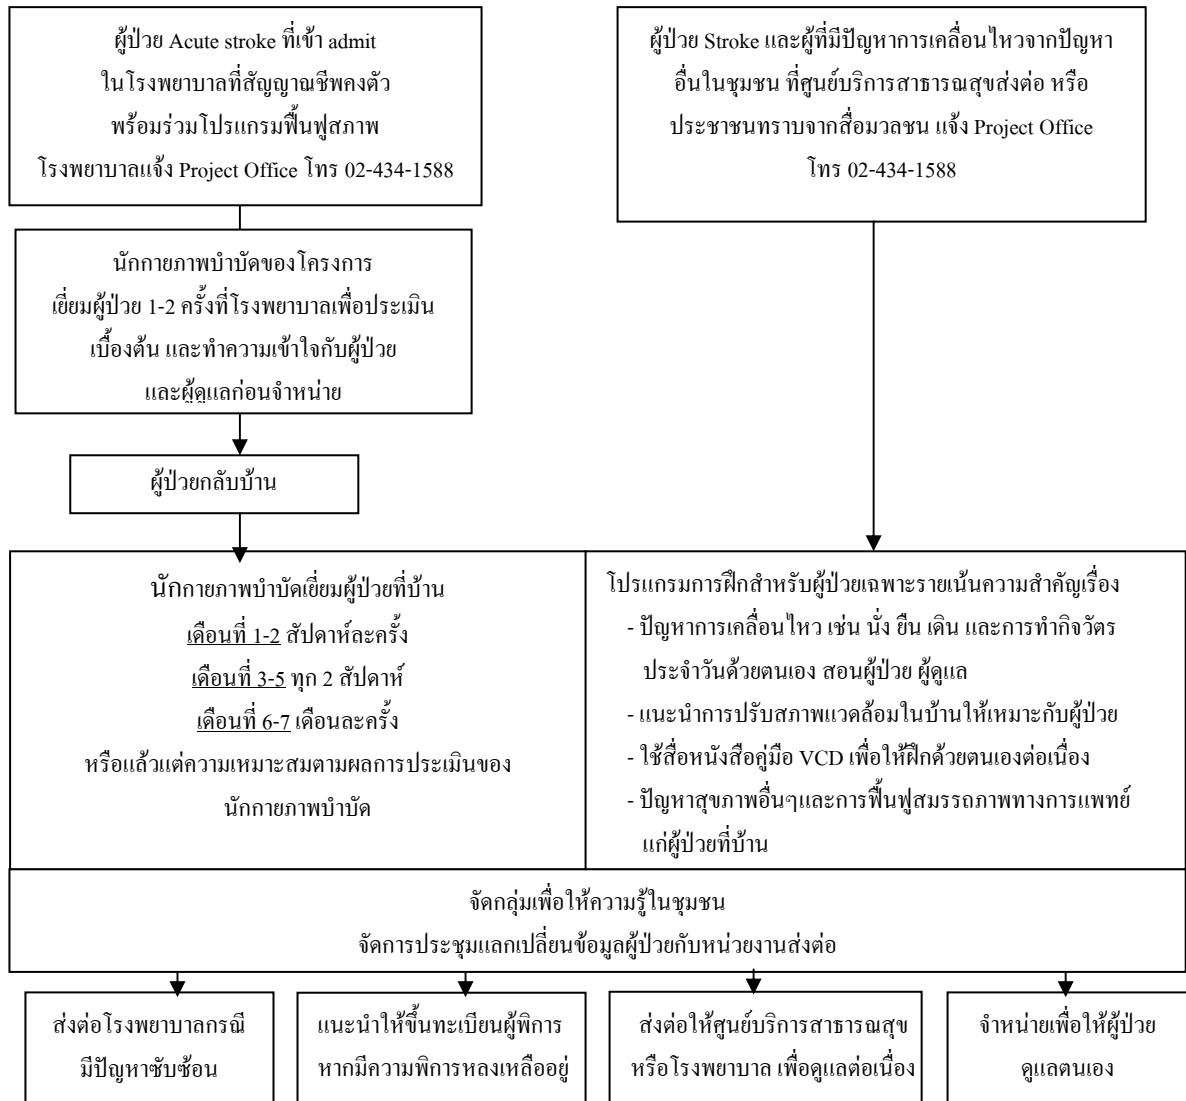 ผู้ป่วย Acute stroke ที่เข้า admit
ในโรงพยาบาลที่สัญญาณชีพคงตัว
พร้อมร่วมโปรแกรมฟื้นฟูสภาพ
โรงพยาบาลแจ้ง Project Office โทร 02-434-1588
ผู้ป่วย Stroke และผู้ที่มีปัญหาการเคลื่อนไหวจากปัญหา
อื่นในชุมชน ที่ศูนย์บริการสาธารณสุขส่งต่อ หรือ
ประชาชนทราบจากสื่อมวลชน แจ้ง Project Office
โทร 02-434-1588
นักกายภาพบำบัดของโครงการ
เยี่ยมผู้ป่วย 1-2 ครั้งที่โรงพยาบาลเพื่อประเมิน
เบื้องต้น และทำความเข้าใจกับผู้ป่วย
และผู้ดูแลก่อนจำหน่าย
ผู้ป่วยกลับบ้าน
นักกายภาพบำบัดเยี่ยมผู้ป่วยที่บ้าน
เดือนที่ 1-2 สัปดาห์ละครั้ง
เดือนที่ 3-5 ทุก 2 สัปดาห์
เดือนที่ 6-7 เดือนละครั้ง
หรือแล้วแต่ความเหมาะสมตามผลการประเมินของ
นักกายภาพบำบัด
โปรแกรมการฝึกสำหรับผู้ป่วยเฉพาะรายเน้นความสำคัญเรื่อง
- ปัญหาการเคลื่อนไหว เช่น นั่ง ยืน เดิน และการทำกิจวัตร
ประจำวันด้วยตนเอง สอนผู้ป่วย ผู้ดูแล
- แนะนำการปรับสภาพแวดล้อมในบ้านให้เหมาะกับผู้ป่วย
- ใช้สื่อหนังสือคู่มือ VCD เพื่อให้ฝึกด้วยตนเองต่อเนื่อง
- ปัญหาสุขภาพอื่นๆและการฟื้นฟูสมรรถภาพทางการแพทย์
แก่ผู้ป่วยที่บ้าน
จัดกลุ่มเพื่อให้ความรู้ในชุมชน
จัดการประชุมแลกเปลี่ยนข้อมูลผู้ป่วยกับหน่วยงานส่งต่อ
ส่งต่อโรงพยาบาลกรณี
มีปัญหาซับซ้อน
แนะนำให้ขึ้นทะเบียนผู้พิการ
หากมีความพิการหลงเหลืออยู่
ส่งต่อให้ศูนย์บริการสาธารณสุข
หรือโรงพยาบาล เพื่อดูแลต่อเนื่อง
จำหน่ายเพื่อให้ผู้ป่วย
ดูแลตนเอง